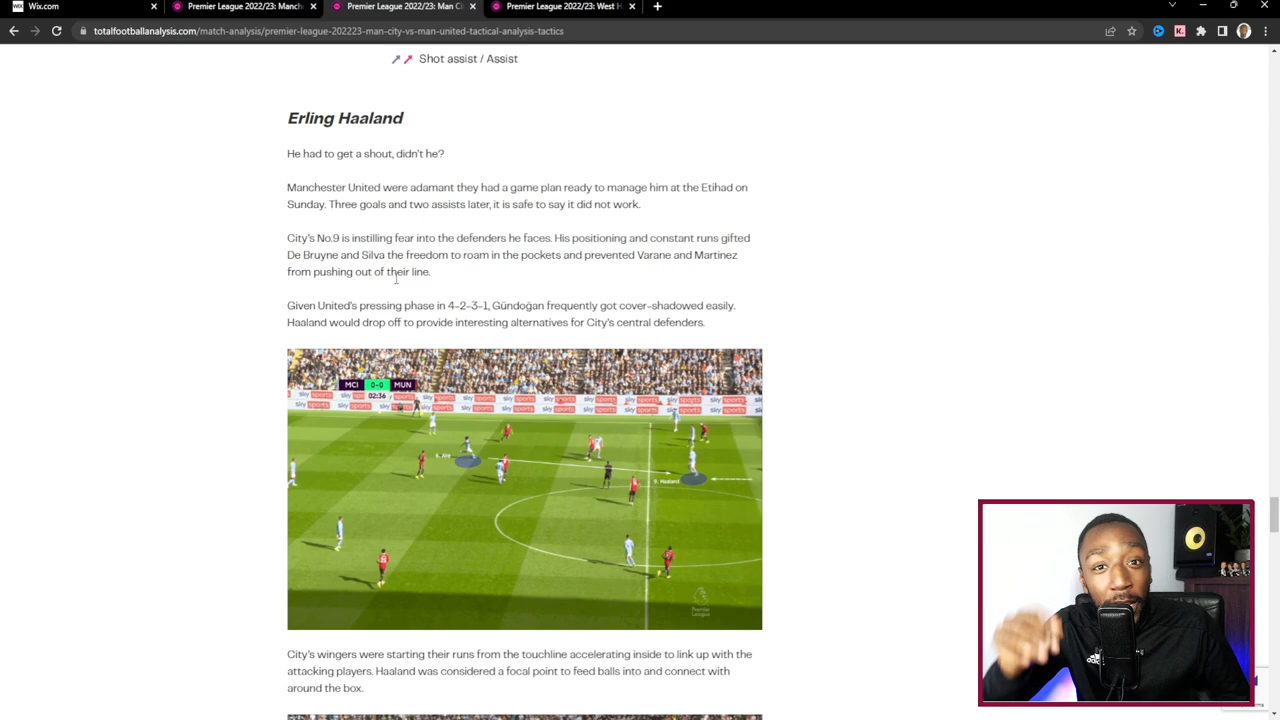 Wix.com
Premier League 2022/23: Manch
Premier League 2022/23: Man Ci
Premier League 2022/23: West H
totalfootballanalysis.com/match-analysis/premier-league-202223-man-city-vs-man-united-tactical-analysis-tactics
Shot assist / Assist
Erling Haaland
He had to get a shout, didn't he?
Manchester United were adamant they had a game plan ready to manage him at the Etihad on
Sunday. Three goals and two assists later, it is safe to say it did not work.
City's No.9 is instilling fear into the defenders he faces. His positioning and constant runs gifted
De Bruyne and Silva the freedom to roam in the pockets and prevented Varane and Martinez
from pushing out of their line.
Given United's pressing phase in 4-2-3-1, Gündoğan frequently got cover-shadowed easily.
Haaland would drop off to provide interesting alternatives for City's central defenders.
MCI 0-0 MUN
02:36
sky sports
9. Haaland
Premier
League
City's wingers were starting their runs from the touchline accelerating inside to link up with the
attacking players. Haaland was considered a focal point to feed balls into and connect with
around the box.